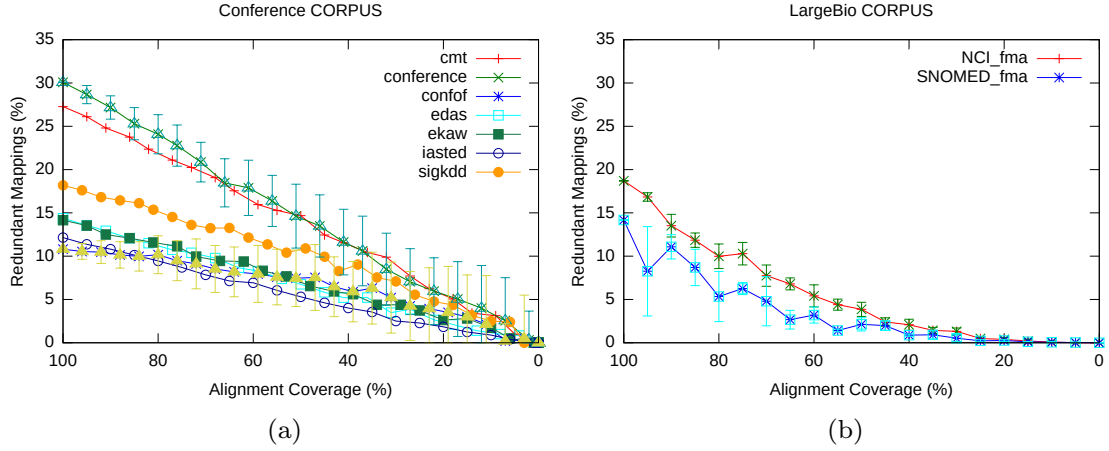 Conference CORPUS
35
30
25
20
15
10
5
0
Redundant Mappings (%)
cmt
conference
confof
edas
ekaw
iasted
sigkdd
100 80 60 40 20 0
Alignment Coverage (%)
(a)
LargeBio CORPUS
35
30
25
20
15
10
5
0
Redundant Mappings (%)
NCI_fma
SNOMED_fma
100 80 60 40 20 0
Alignment Coverage (%)
(b)